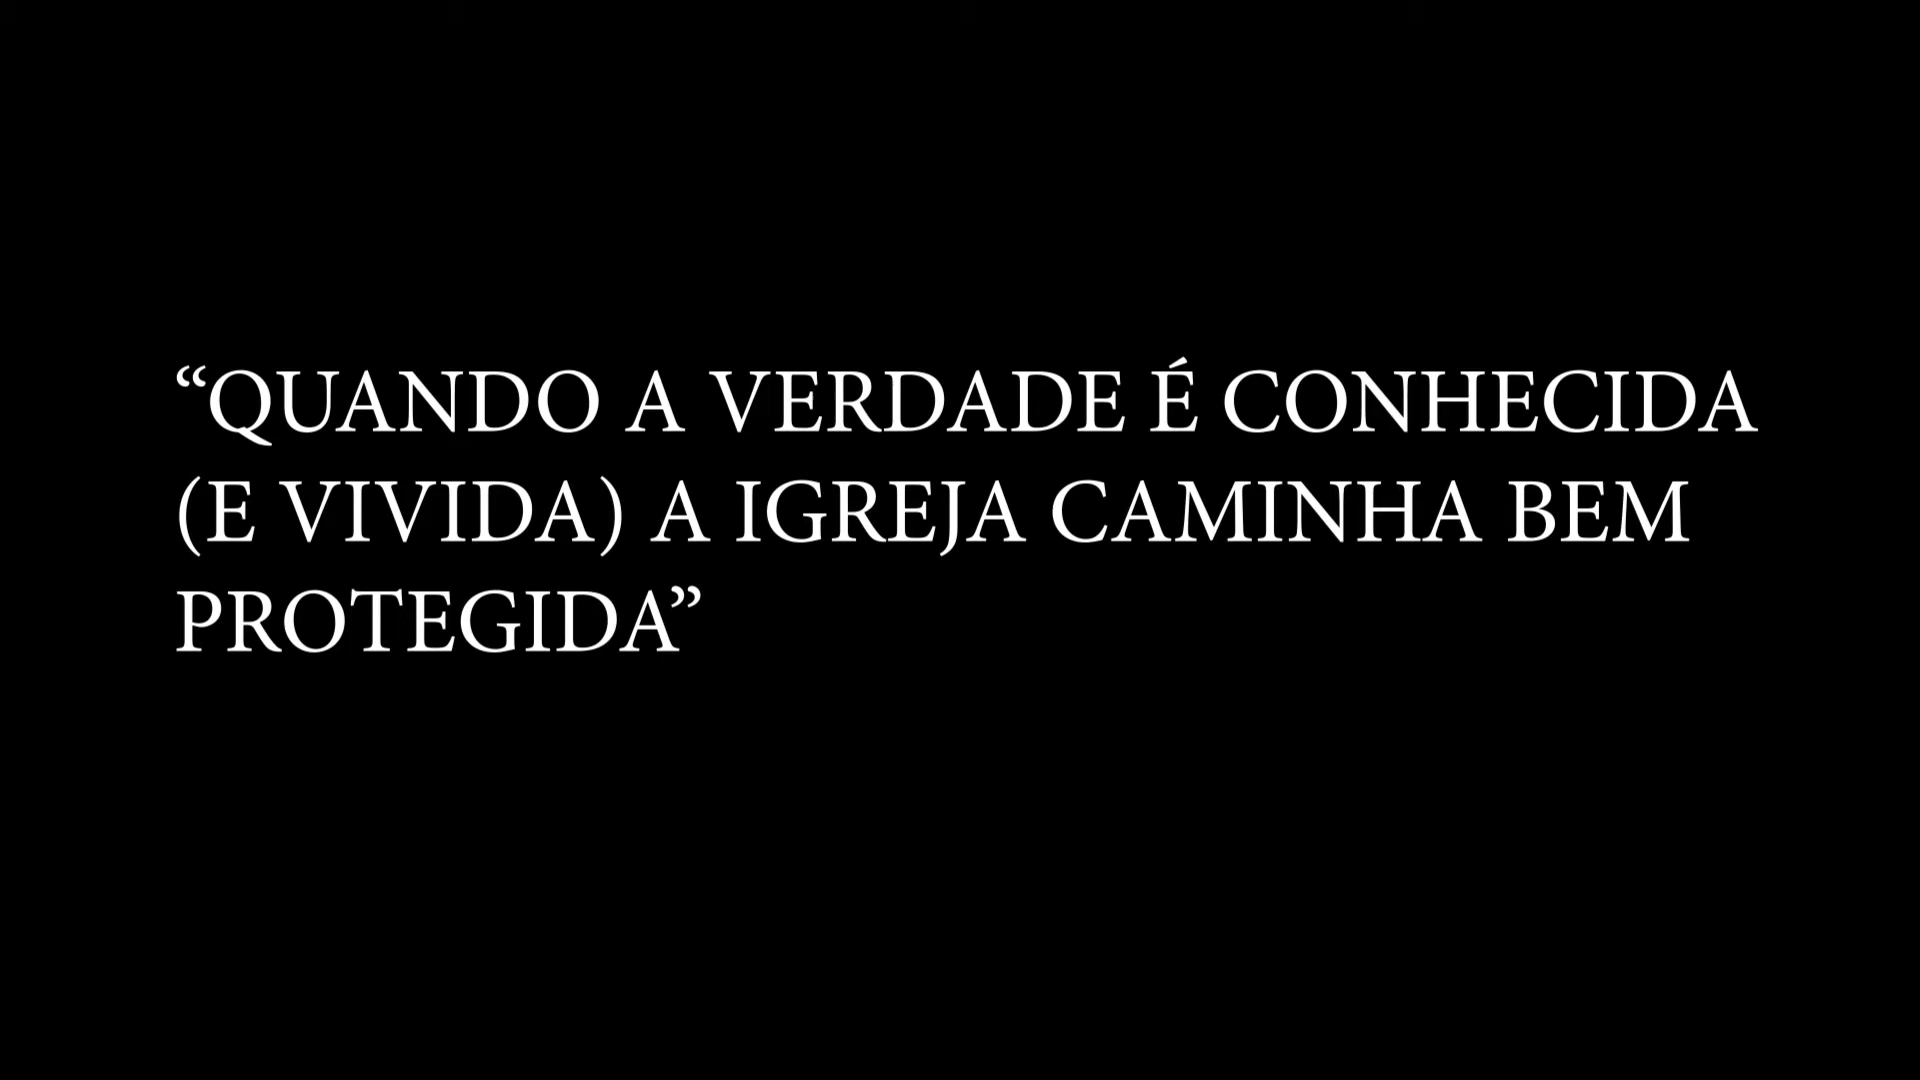 “QUANDO A VERDADE É CONHECIDA
(E VIVIDA) A IGREJA CAMINHA BEM
PROTEGIDA”